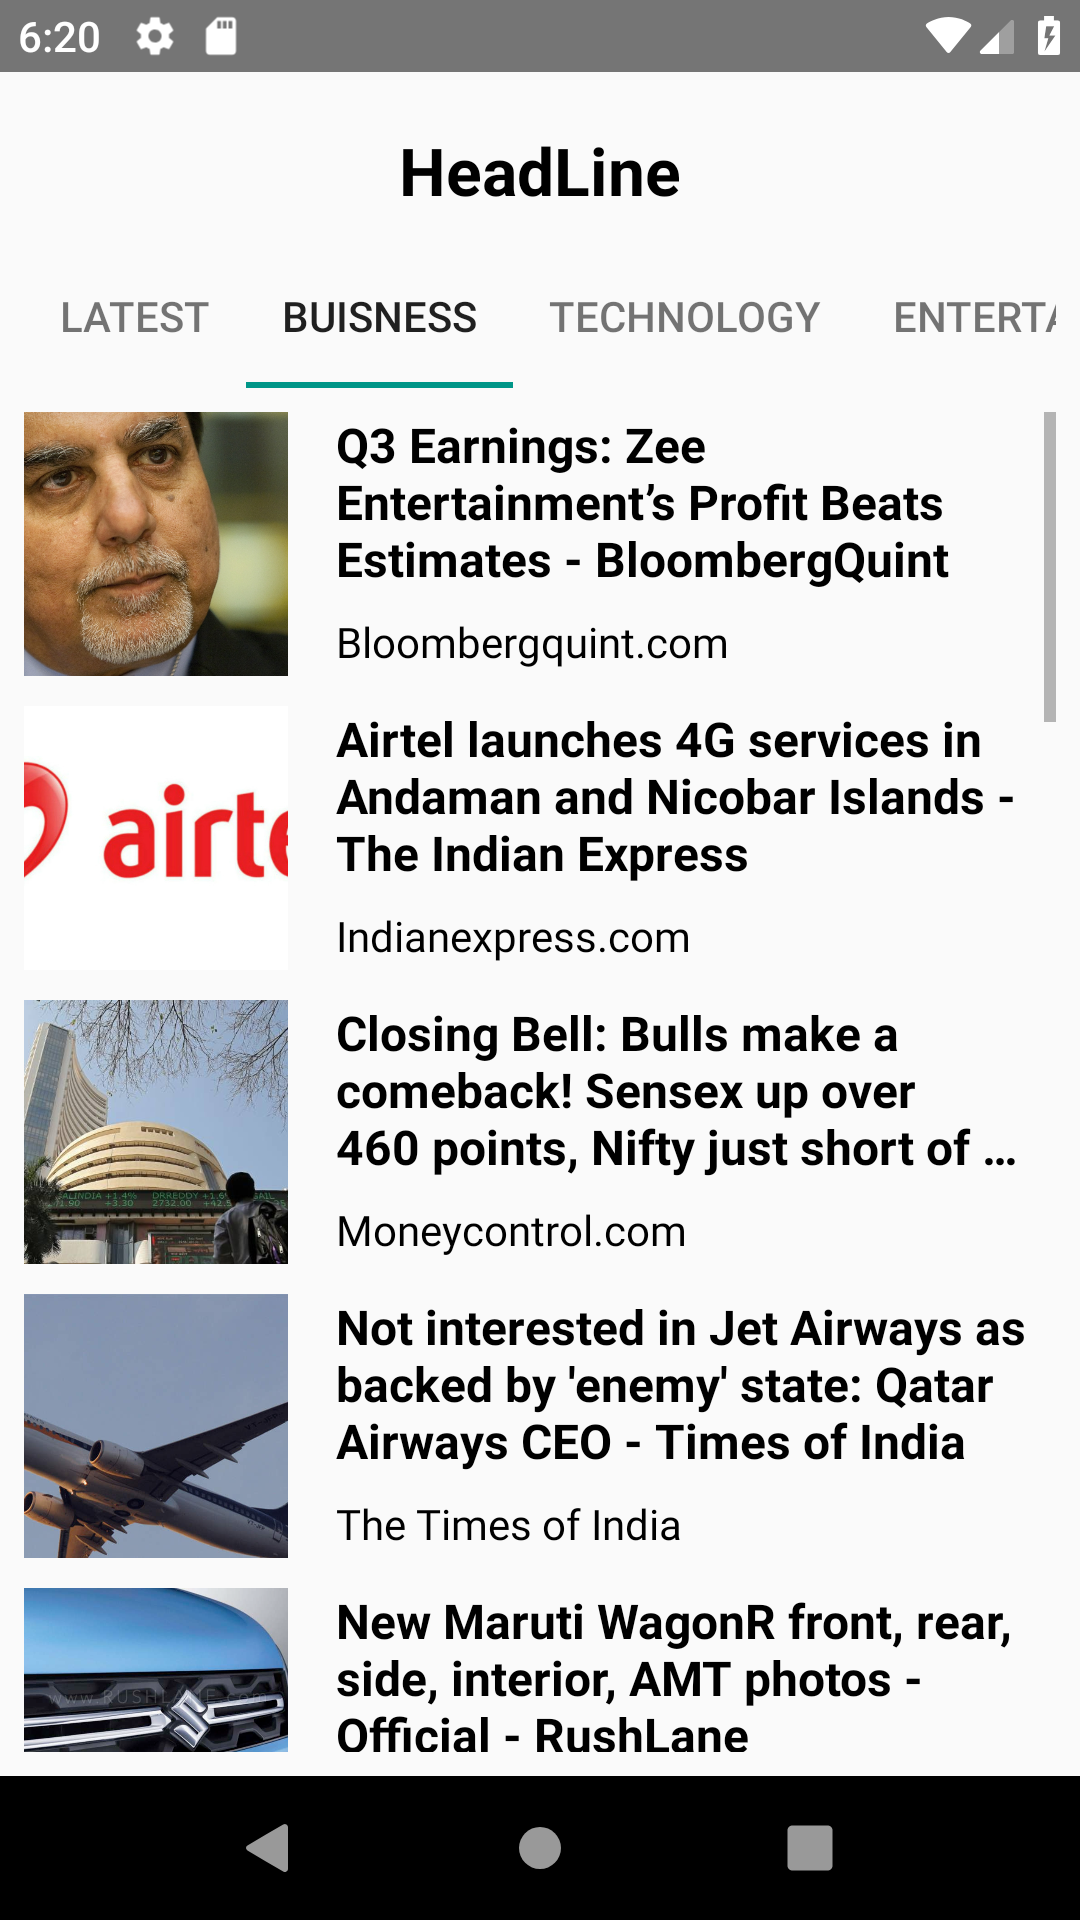 6:20
HeadLine
LATEST
BUISNESS
TECHNOLOGY
ENTERTA
Q3 Earnings: Zee
Entertainment’s Profit Beats
Estimates - BloombergQuint
Bloombergquint.com
airte
Airtel launches 4G services in
Andaman and Nicobar Islands -
The Indian Express
Indianexpress.com
Closing Bell: Bulls make a
comeback! Sensex up over
460 points, Nifty just short of …
Moneycontrol.com
Not interested in Jet Airways as
backed by 'enemy' state: Qatar
Airways CEO - Times of India
The Times of India
New Maruti WagonR front, rear,
side, interior, AMT photos -
Official - RushLane